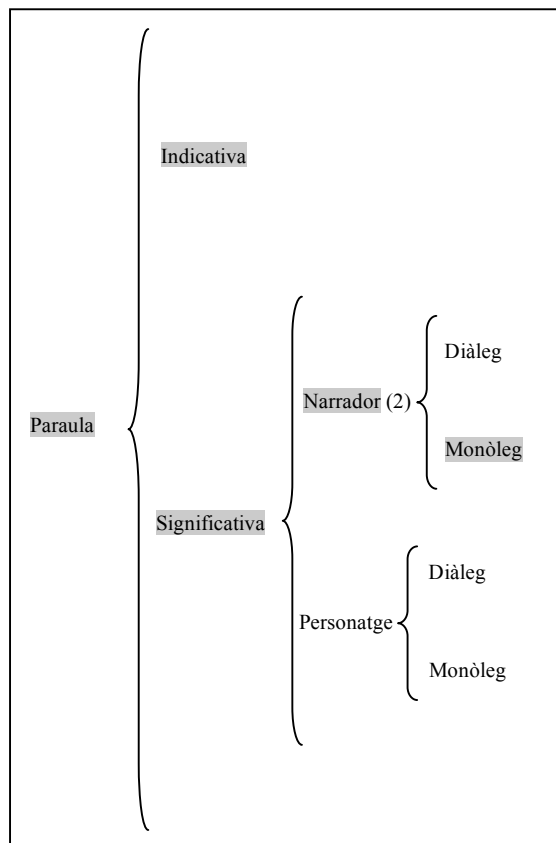 Indicativa
Diàleg
Narrador (2)
Paraula
Monòleg
Significativa
Diàleg
Personatge
Monòleg